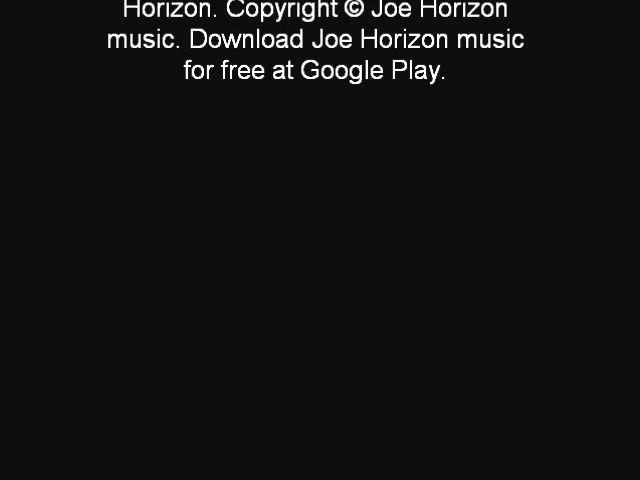 Horizon. Copyright © Joe Horizon
music. Download Joe Horizon music
for free at Google Play.